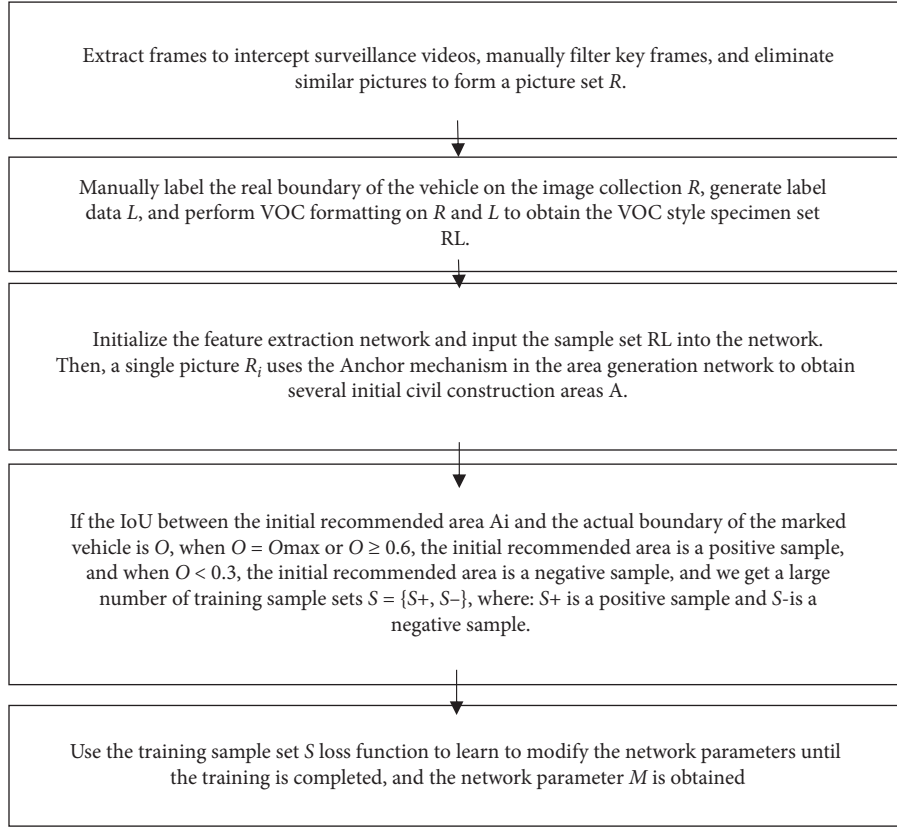 Extract frames to intercept surveillance videos, manually filter key frames, and eliminate
similar pictures to form a picture set R.
Manually label the real boundary of the vehicle on the image collection R, generate label
data L, and perform VOC formatting on R and L to obtain the VOC style specimen set
RL.
Initialize the feature extraction network and input the sample set RL into the network.
Then, a single picture Ri uses the Anchor mechanism in the area generation network to obtain
several initial civil construction areas A.
If the IoU between the initial recommended area Ai and the actual boundary of the marked
vehicle is O, when O = Omax or O ≥ 0.6, the initial recommended area is a positive sample,
and when O < 0.3, the initial recommended area is a negative sample, and we get a large
number of training sample sets S = {S+, S–}, where: S+ is a positive sample and S-is a
negative sample.
Use the training sample set S loss function to learn to modify the network parameters until
the training is completed, and the network parameter M is obtained